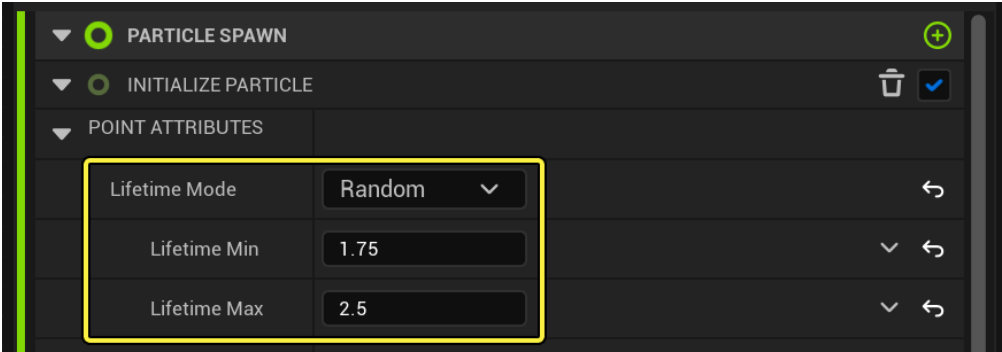 PARTICLE SPAWN
INITIALIZE PARTICLE
POINT ATTRIBUTES
Lifetime Mode Random
Lifetime Min 1.75
Lifetime Max 2.5